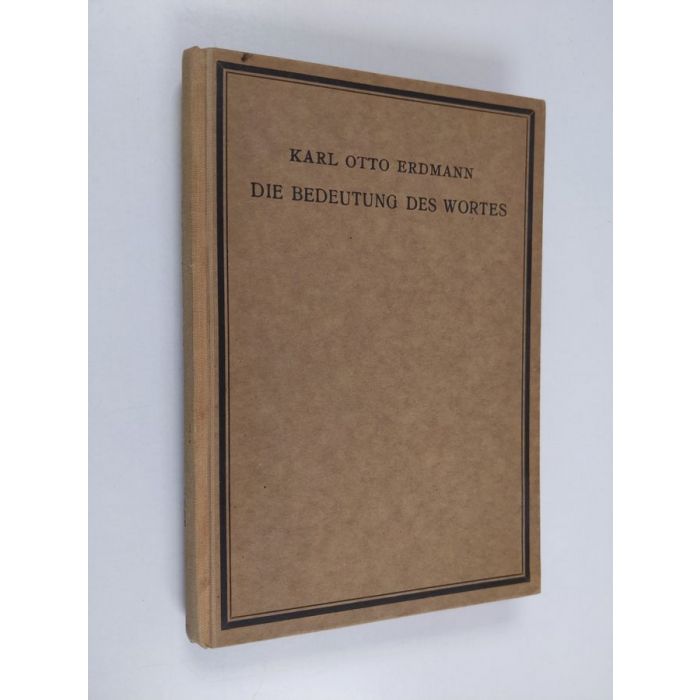 KARL OTTO ERDMANN
DIE BEDEUTUNG DES WORTES